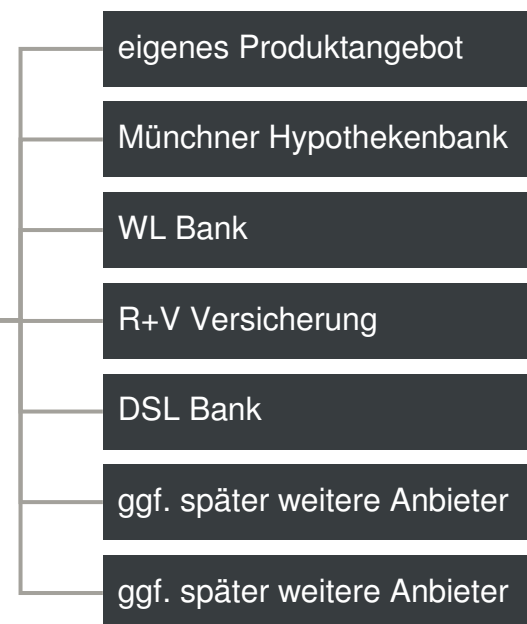 eigenes Produktangebot
Münchner Hypothekenbank
WL Bank
R+V Versicherung
DSL Bank
ggf. später weitere Anbieter
ggf. später weitere Anbieter